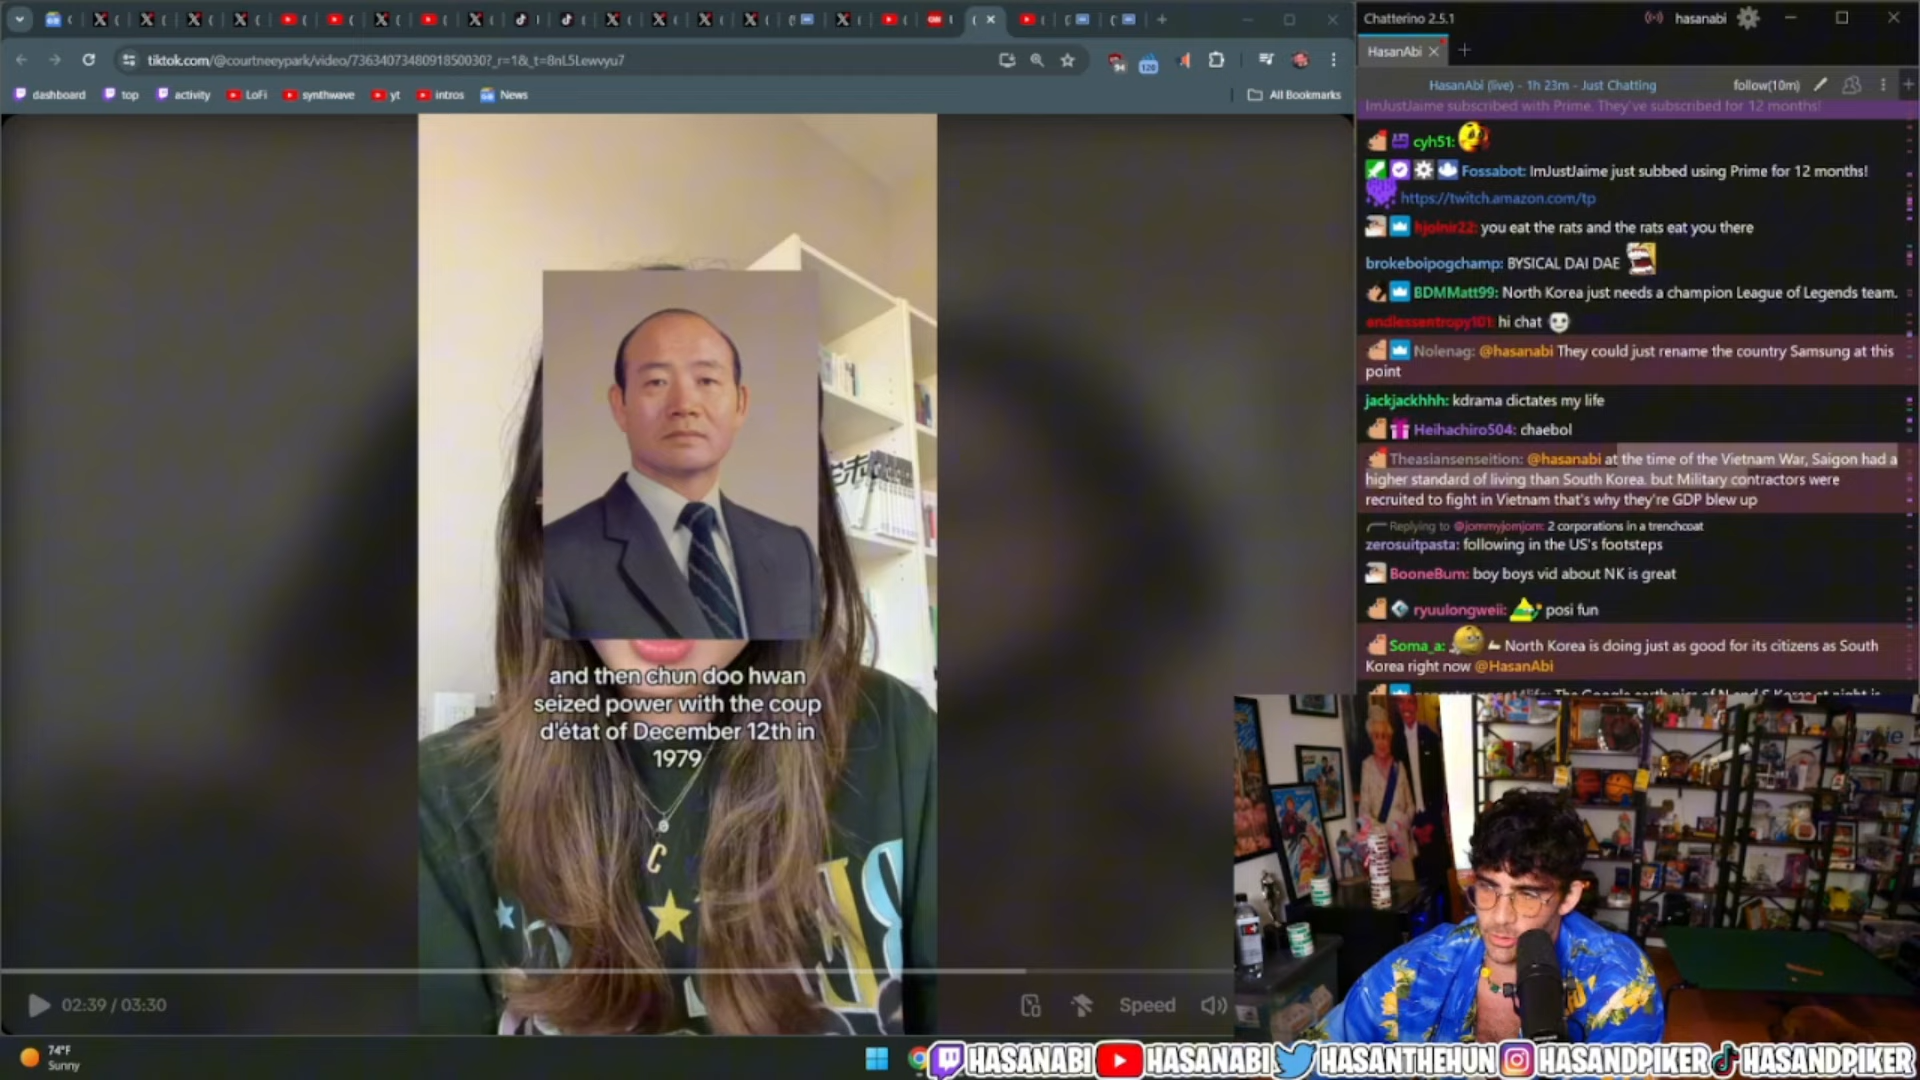 tiktok.com/@courtneeypark/video/7363407348091850030?_r=1&_t=8nL5Lewvyu7
dashboard
top
activity
LoFi
synthwave
yt
intros
News
All Bookmarks
and then chun doo hwan
seized power with the coup
d'état of December 12th in
1979
02:39 / 03:30
Speed
74°F
Sunny
Chatterino 2.5.1
hasanabi
HasanAbi
HasanAbi (live) - 1h 23m - Just Chatting
follow(10m)
ImJustJaime subscribed with Prime. They've subscribed for 12 months!
cyh51:
Fossabot: ImJustJaime just subbed using Prime for 12 months!
https://twitch.amazon.com/tp
hjolnir22: you eat the rats and the rats eat you there
brokeboipogchamp: BYSICAL DAI DAE
BDMMatt99: North Korea just needs a champion League of Legends team.
endlessentropy101: hi chat
Nolenag: @hasanabi They could just rename the country Samsung at this
point
jackjackhhh: kdrama dictates my life
Heihachiro504: chaebol
Theasiansenseition: @hasanabi at the time of the Vietnam War, Saigon had a
higher standard of living than South Korea. but Military contractors were
recruited to fight in Vietnam that's why they're GDP blew up
Replying to @jommyjomjom: 2 corporations in a trenchcoat
zerosuitpasta: following in the US's footsteps
BooneBum: boy boys vid about NK is great
ryuulongweii: posi fun
Soma_a: North Korea is doing just as good for its citizens as South
Korea right now @HasanAbi
HASANABI HASANABI HASANTHEHUN HASANDPIKER HASANDPIKER